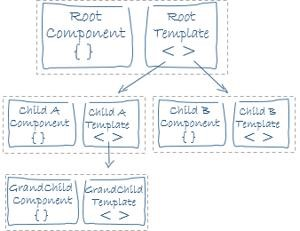 Root
Component
{ }
Root
Template
< >
Child A
Component
{ }
Child A
Template
< >
Child B
Component
{ }
Child B
Template
< >
GrandChild
Component
{ }
GrandChild
Template
< >